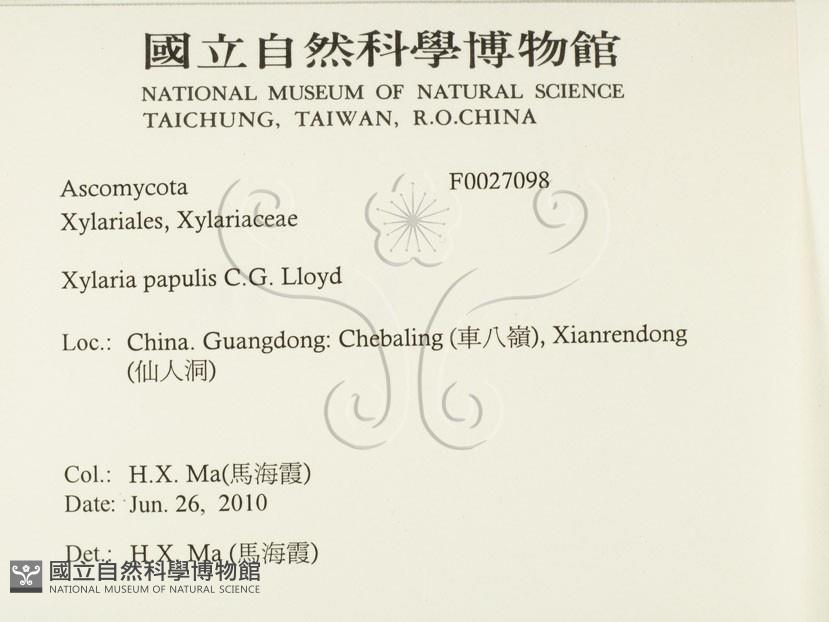 國立自然科學博物館
NATIONAL MUSEUM OF NATURAL SCIENCE
TAICHUNG, TAIWAN, R.O.CHINA
Ascomycota F0027098
Xylariales, Xylariaceae
Xylaria papulis C.G. Lloyd
Loc.: China. Guangdong: Chebaling (車八嶺), Xianrendong
(仙人洞)
Col.: H.X. Ma(馬海霞)
Date: Jun. 26, 2010
Det.: H.X. Ma (馬海霞)
國立自然科學博物館
NATIONAL MUSEUM OF NATURAL SCIENCE